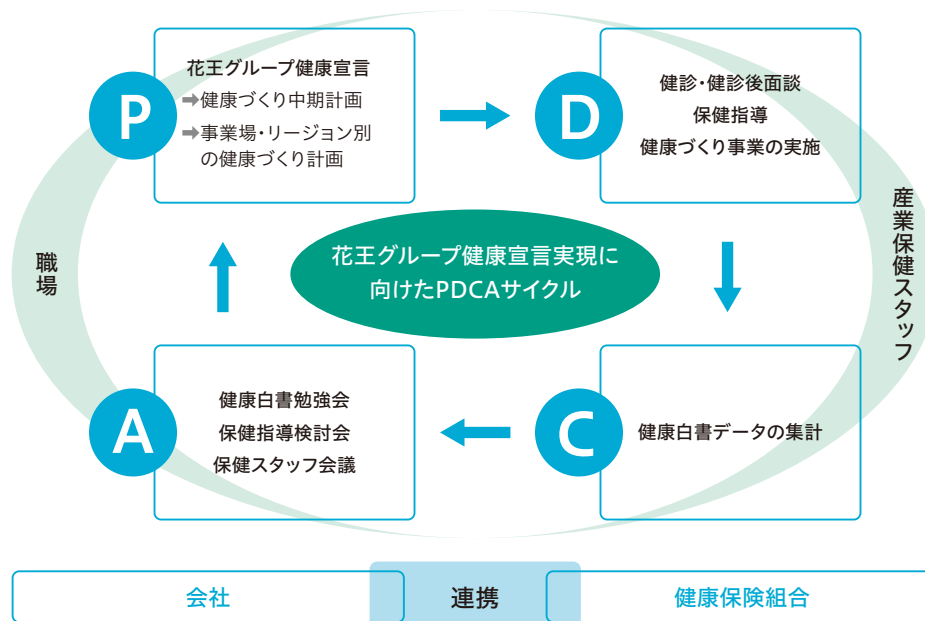 P
花王グループ健康宣言
➡健康づくり中期計画
➡事業場・リージョン別
の健康づくり計画
D
健診・健診後面談
保健指導
健康づくり事業の実施
職場
花王グループ健康宣言実現に
向けたPDCAサイクル
産業保健スタッフ
A
健康白書勉強会
保健指導検討会
保健スタッフ会議
C
健康白書データの集計
会社
連携
健康保険組合